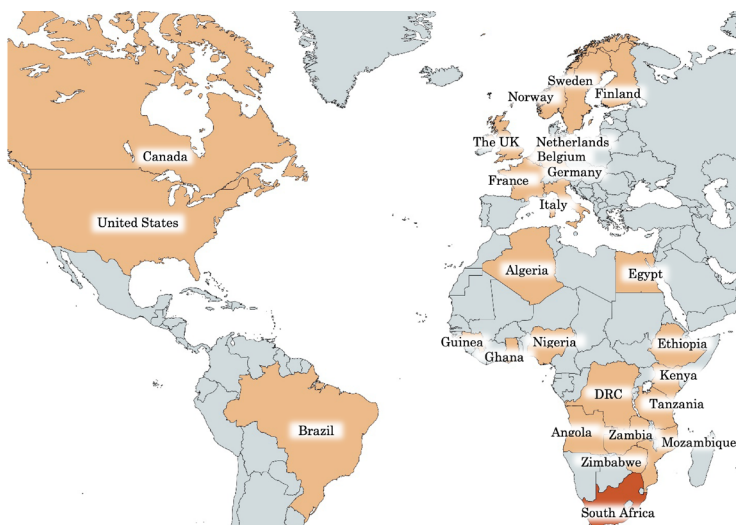 Sweden
Finland
Norway
Canada
The UK
Netherlands
Belgium
Germany
France
Italy
United States
Algeria
Egypt
Guinea
Ghana
Nigeria
Ethiopia
Kenya
DRC
Tanzania
Brazil
Angola
Zambia
Mozambique
Zimbabwe
South Africa